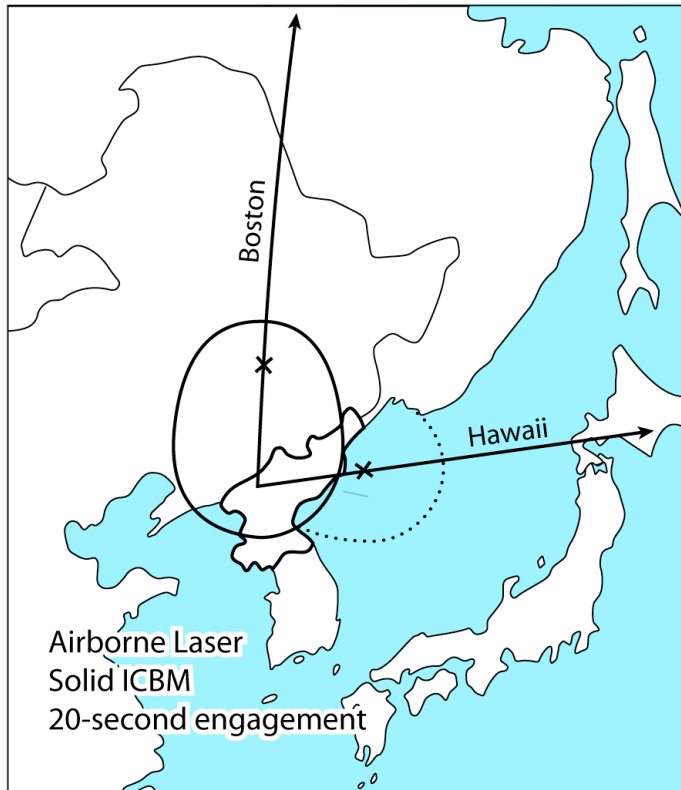 Boston
Hawaii
Airborne Laser
Solid ICBM
20-second engagement